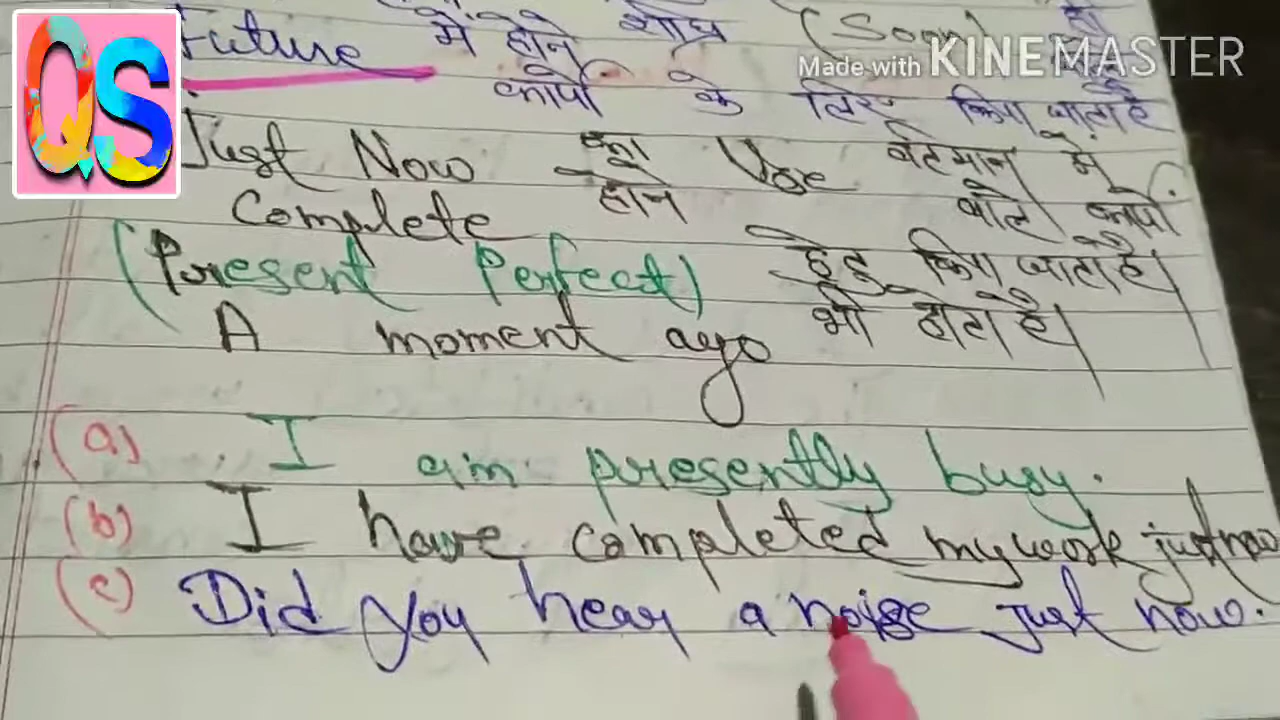 QS
Made with KINEMASTER
Future में होने शीघ्र (Soon)
कार्यो के लिए किया जाता है
Just Now का Use वर्तमान में
Complete होने वाले कार्यो
(Present Perfect) हेतु किया जाता है।
A moment ago भी होता है।
(a) I am presently busy.
(b) I have completed my work just now
(c) Did you hear a noise just now.